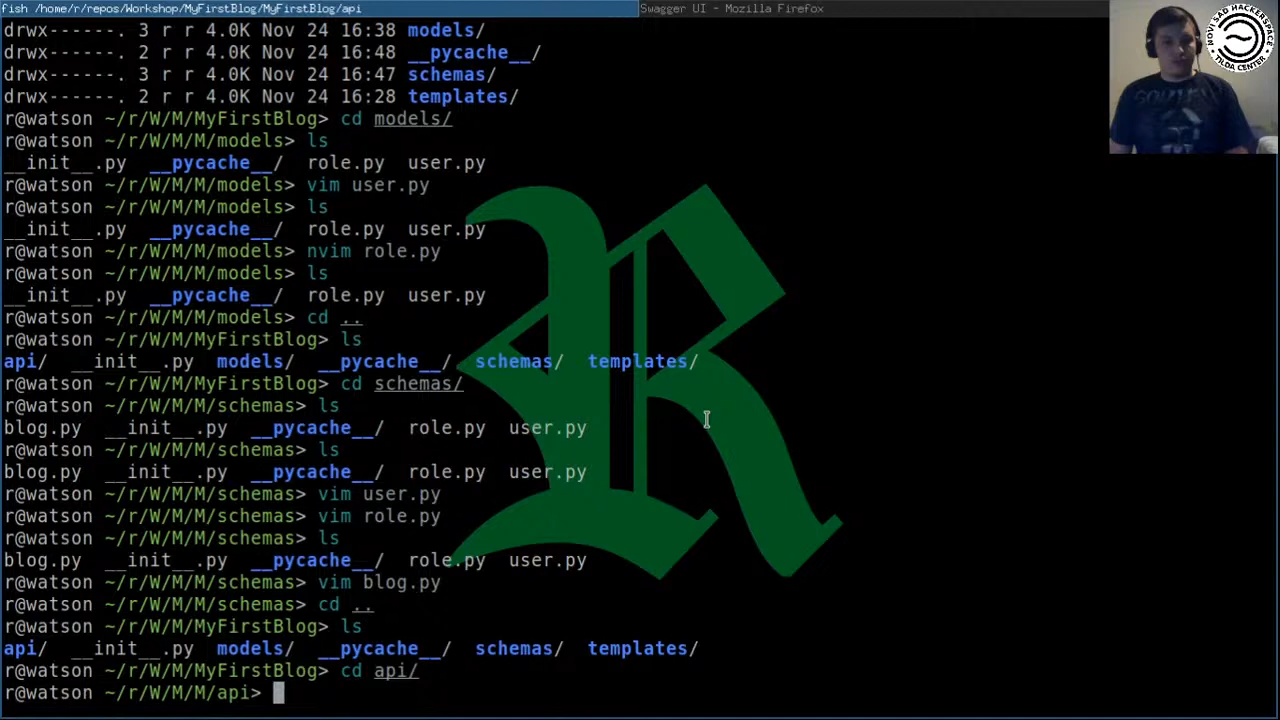 fish /home/r/repos/Workshop/MyFirstBlog/MyFirstBlog/api
Swagger UI - Mozilla Firefox
drwx------. 3 r r 4.0K Nov 24 16:38 models/
drwx------. 2 r r 4.0K Nov 24 16:48 __pycache__/
drwx------. 3 r r 4.0K Nov 24 16:47 schemas/
drwx------. 2 r r 4.0K Nov 24 16:28 templates/
r@watson ~/r/W/M/MyFirstBlog> cd models/
r@watson ~/r/W/M/M/models> ls
__init__.py  __pycache__/  role.py  user.py
r@watson ~/r/W/M/M/models> vim user.py
r@watson ~/r/W/M/M/models> ls
__init__.py  __pycache__/  role.py  user.py
r@watson ~/r/W/M/M/models> nvim role.py
r@watson ~/r/W/M/M/models> ls
__init__.py  __pycache__/  role.py  user.py
r@watson ~/r/W/M/M/models> cd ..
r@watson ~/r/W/M/MyFirstBlog> ls
api/  __init__.py  models/  __pycache__/  schemas/  templates/
r@watson ~/r/W/M/MyFirstBlog> cd schemas/
r@watson ~/r/W/M/M/schemas> ls
blog.py  __init__.py  __pycache__/  role.py  user.py
r@watson ~/r/W/M/M/schemas> ls
blog.py  __init__.py  __pycache__/  role.py  user.py
r@watson ~/r/W/M/M/schemas> vim user.py
r@watson ~/r/W/M/M/schemas> vim role.py
r@watson ~/r/W/M/M/schemas> ls
blog.py  __init__.py  __pycache__/  role.py  user.py
r@watson ~/r/W/M/M/schemas> vim blog.py
r@watson ~/r/W/M/M/schemas> cd ..
r@watson ~/r/W/M/MyFirstBlog> ls
api/  __init__.py  models/  __pycache__/  schemas/  templates/
r@watson ~/r/W/M/MyFirstBlog> cd api/
r@watson ~/r/W/M/M/api>
R
NOVI SAD HACKERSPACE
TILDA CENTER